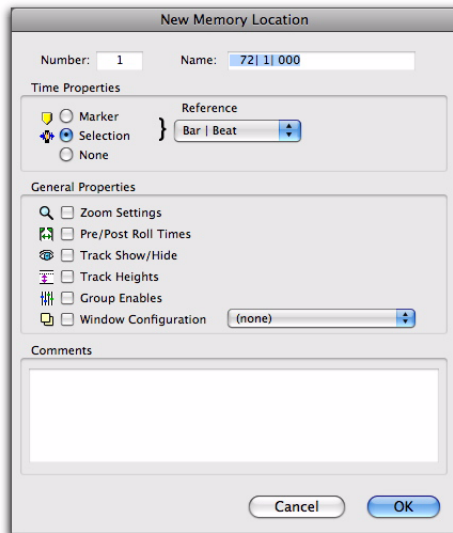 New Memory Location
Number: 1 Name: 72| 1| 000
Time Properties
Marker
Selection
None
Reference
Bar | Beat
General Properties
Zoom Settings
Pre/Post Roll Times
Track Show/Hide
Track Heights
Group Enables
Window Configuration (none)
Comments
Cancel OK